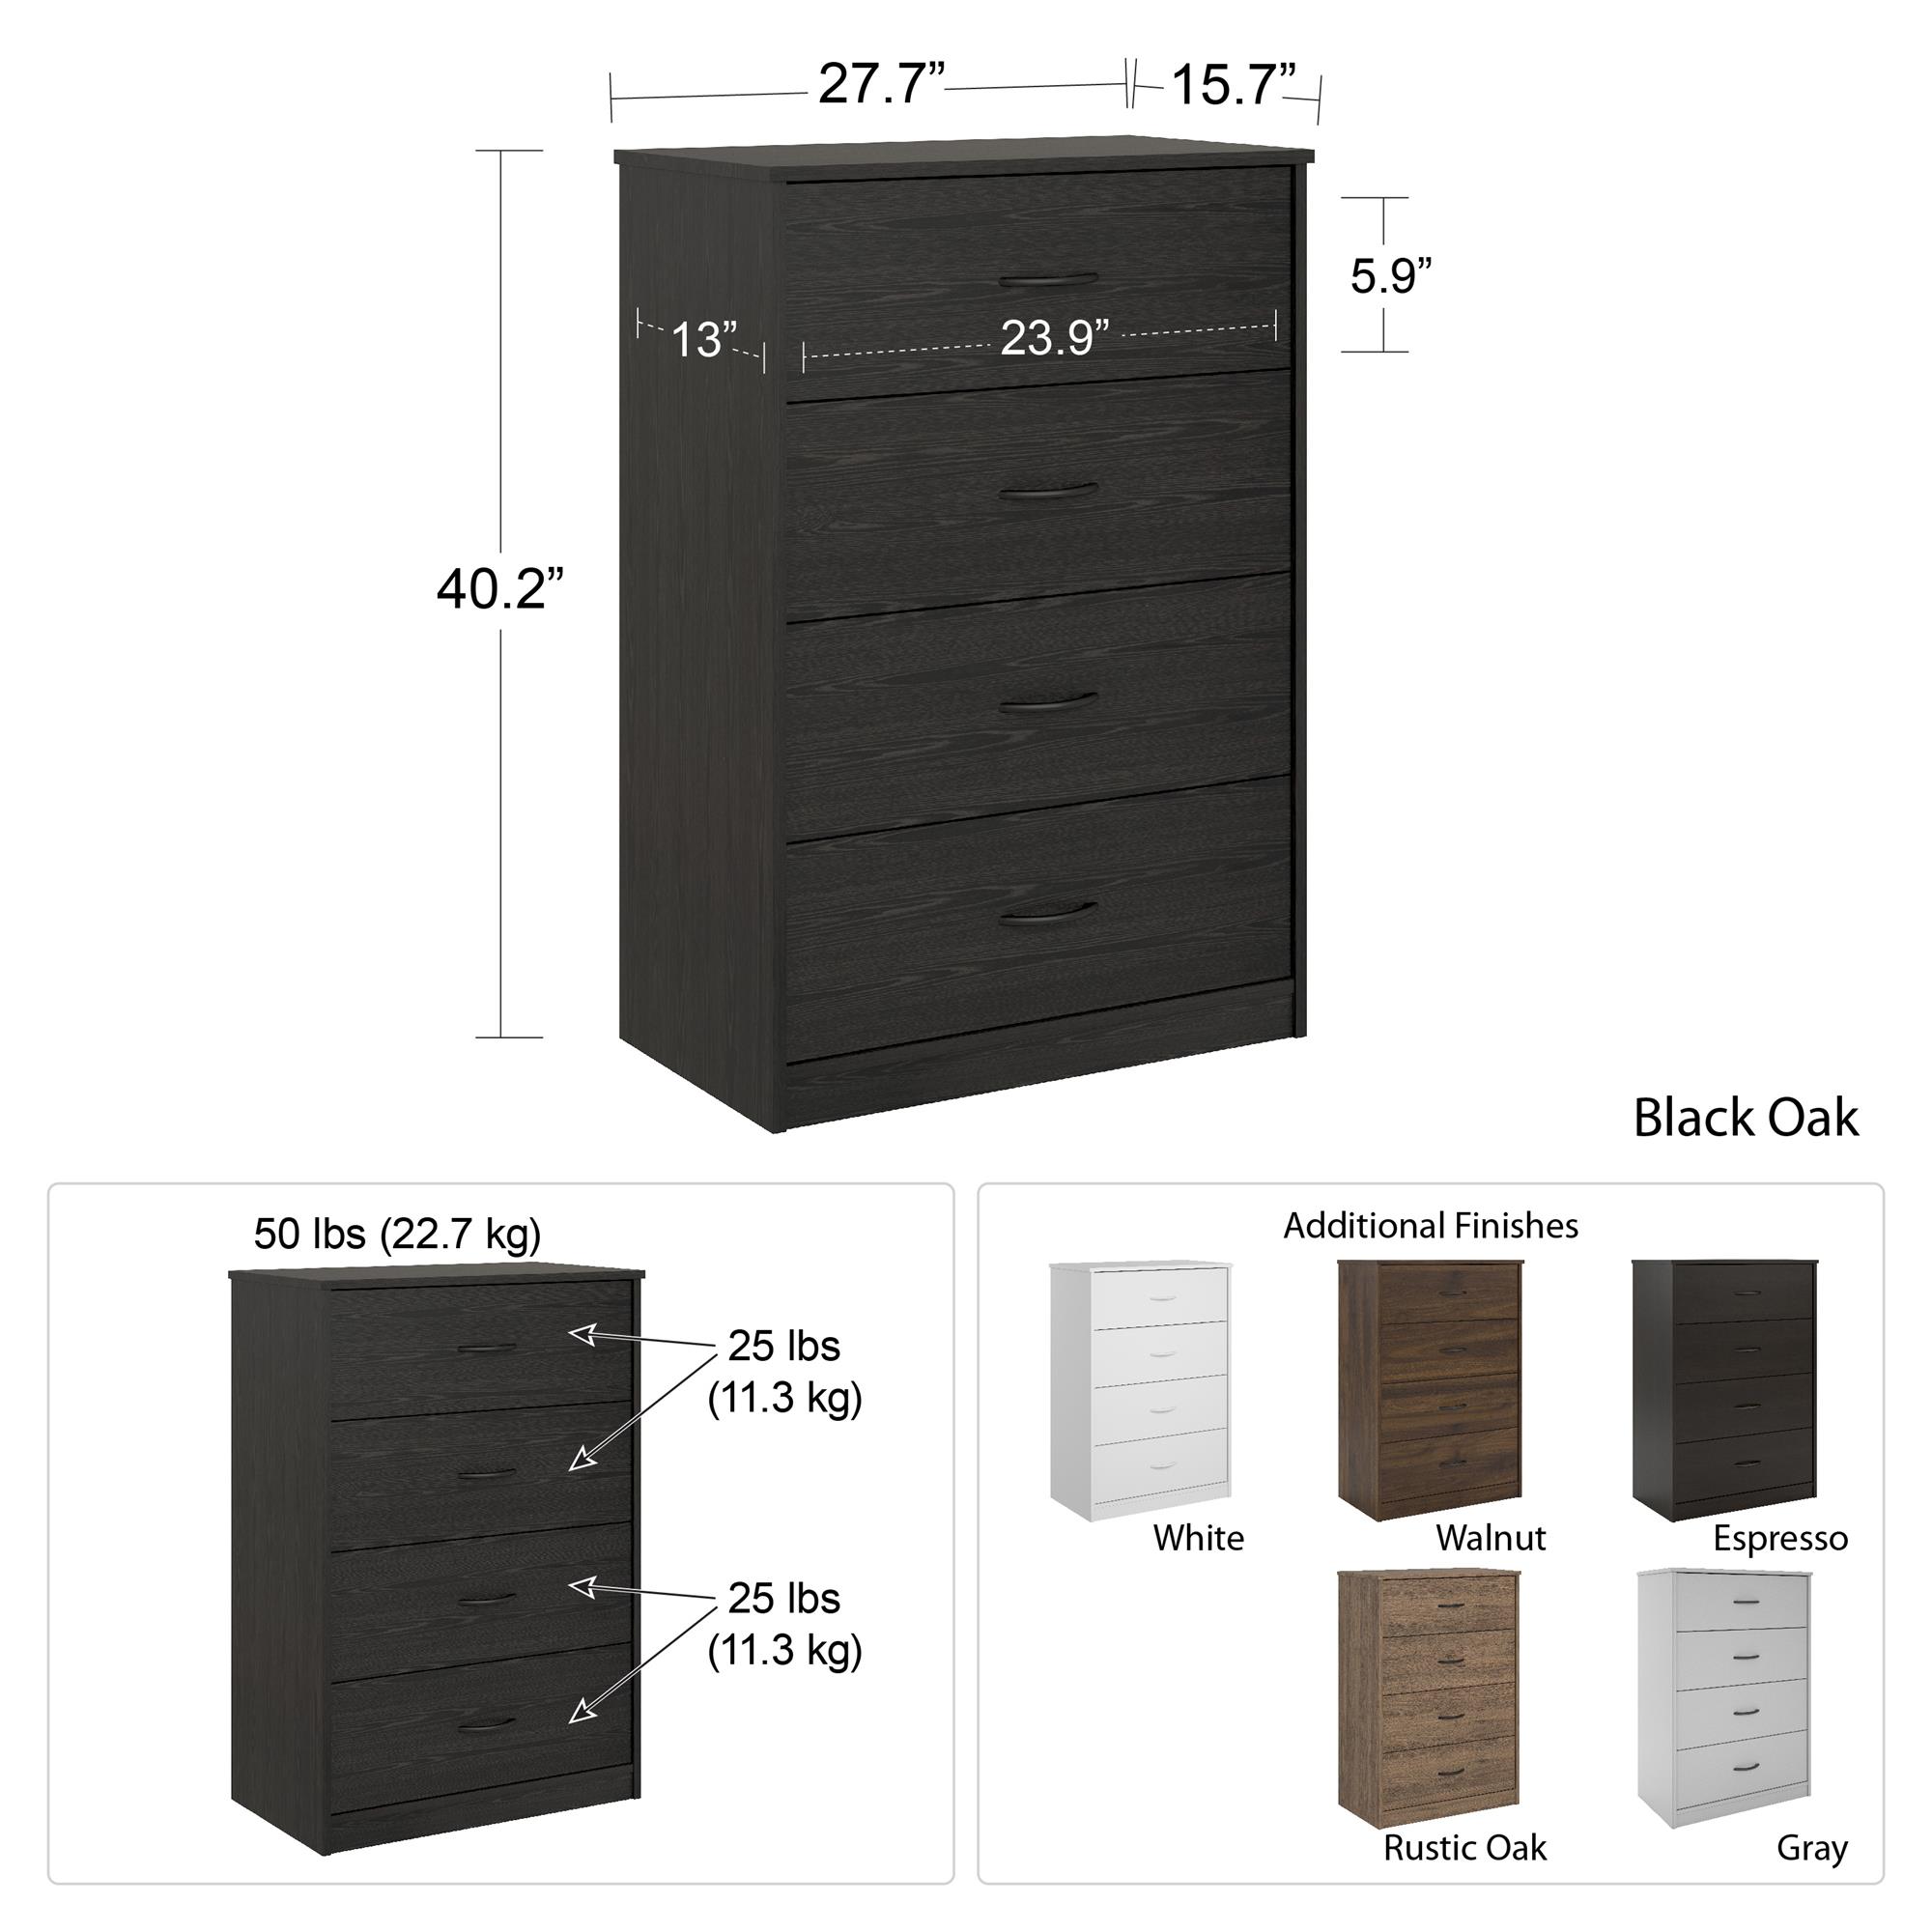 27.7”
15.7”
5.9”
13”
23.9”
40.2”
Black Oak
50 lbs (22.7 kg)
25 lbs
(11.3 kg)
25 lbs
(11.3 kg)
Additional Finishes
White
Walnut
Espresso
Rustic Oak
Gray